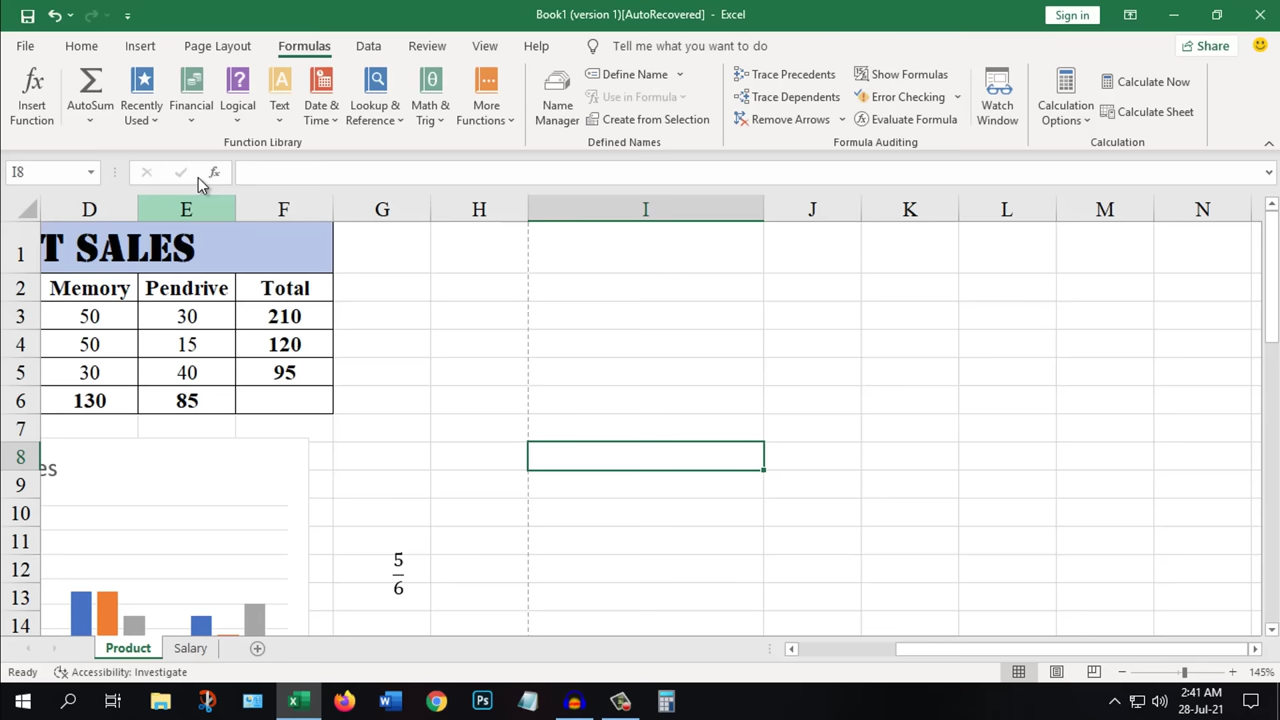 Book1 (version 1)[AutoRecovered] - Excel
Sign in
File Home Insert Page Layout Formulas Data Review View Help Tell me what you want to do Share
fx Insert Function
Σ AutoSum
Recently Used
Financial
Logical
A Text
Date & Time
Lookup & Reference
θ Math & Trig
More Functions
Function Library
Name Manager
Define Name
Use in Formula
Create from Selection
Defined Names
Trace Precedents
Trace Dependents
Remove Arrows
Show Formulas
Error Checking
Evaluate Formula
Formula Auditing
Watch Window
Calculation Options
Calculate Now
Calculate Sheet
Calculation
I8 fx
D E F G H I J K L M N
1 T SALES
2 Memory Pendrive Total
3 50 30 210
4 50 15 120
5 30 40 95
6 130 85
7
8 es
9
10
11
12 5
13 6
14
Product Salary
Ready Accessibility: Investigate 145%
2:41 AM
28-Jul-21